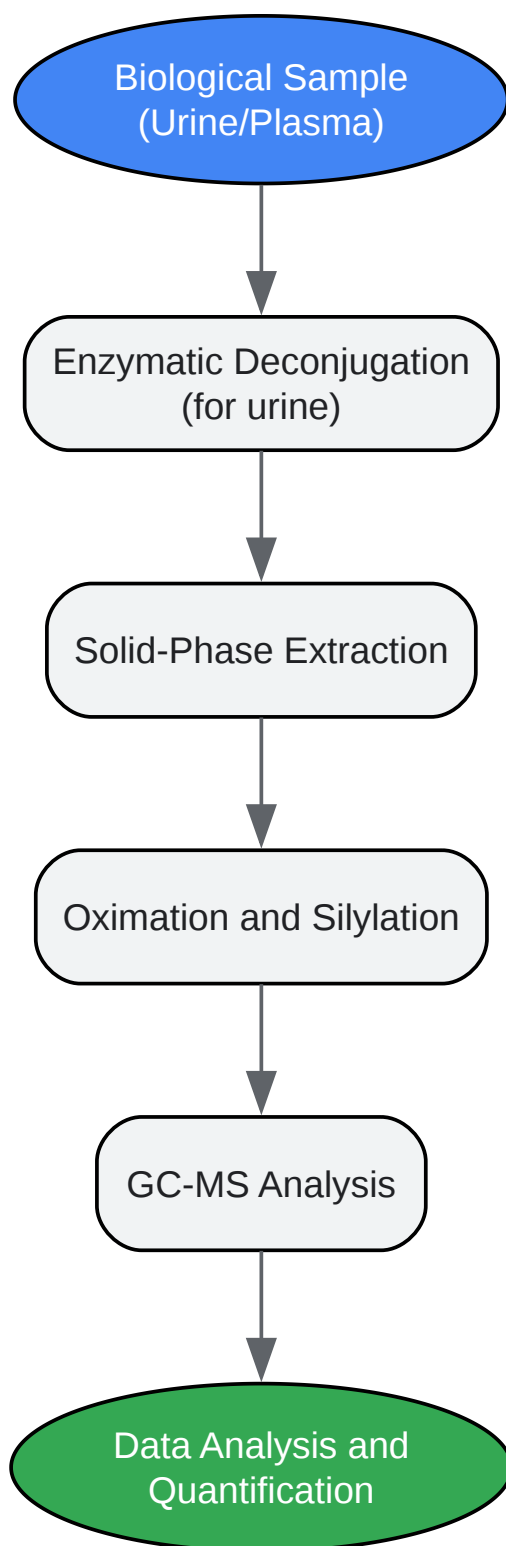 Biological Sample
(Urine/Plasma)
Enzymatic Deconjugation
(for urine)
Solid-Phase Extraction
Oximation and Silylation
GC-MS Analysis
Data Analysis and
Quantification